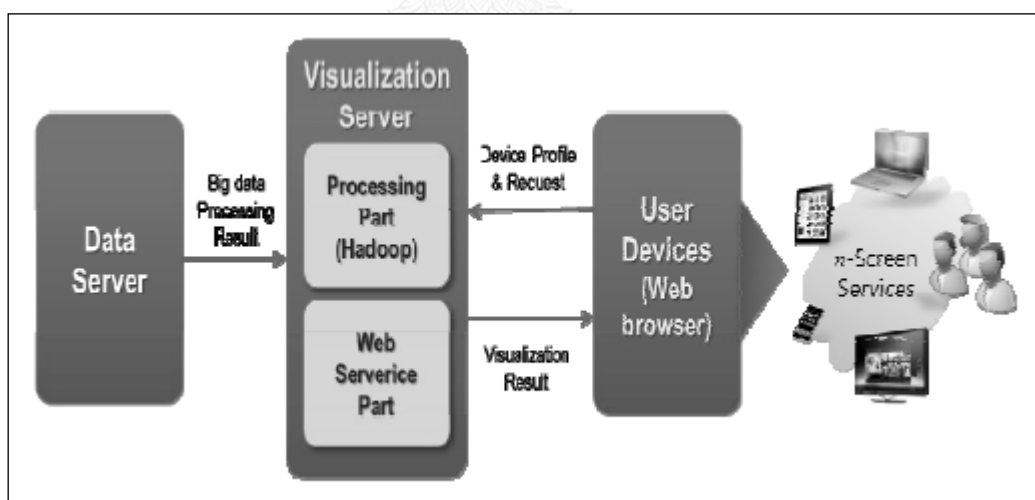 Data
Server
Big data
Processing
Result
Visualization
Server
Processing
Part
(Hadoop)
Web
Serverice
Part
Device Profile
& Recuest
Visualization
Result
User
Devices
(Web
browser)
n-Screen
Services